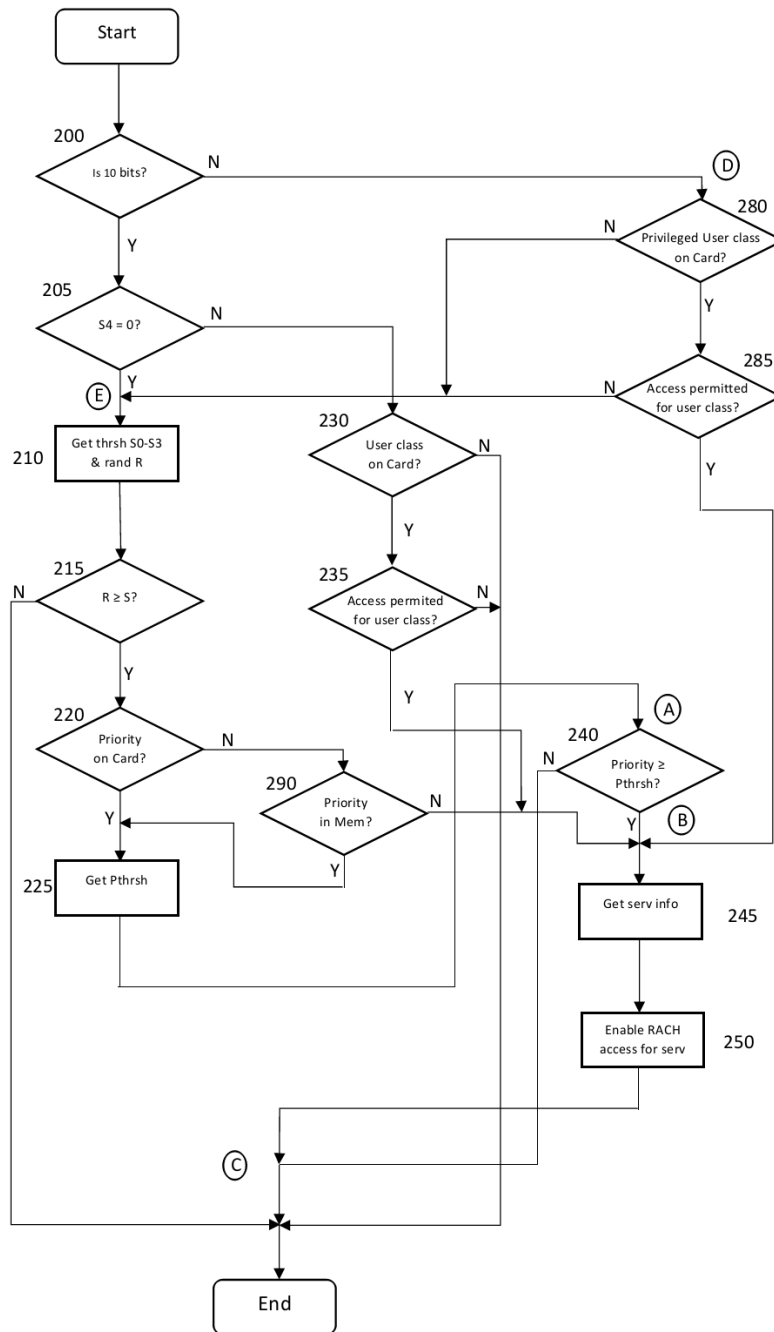 Start
200
Is 10 bits?
N
D
Y
280
N
Privileged User class
on Card?
205
S4 = 0?
N
Y
285
Y
E
N
Access permitted
for user class?
230
N
Get thrsh S0-S3
& rand R
User class
on Card?
Y
210
Y
215
235
N
R ≥ S?
N
Access permited
for user class?
Y
Y
A
220
240
Priority
on Card?
N
N
Priority ≥
Pthrsh?
290
Priority
in Mem?
N
Y
Y
B
Y
225
Get Pthrsh
Get serv info
245
Enable RACH
access for serv
250
C
End